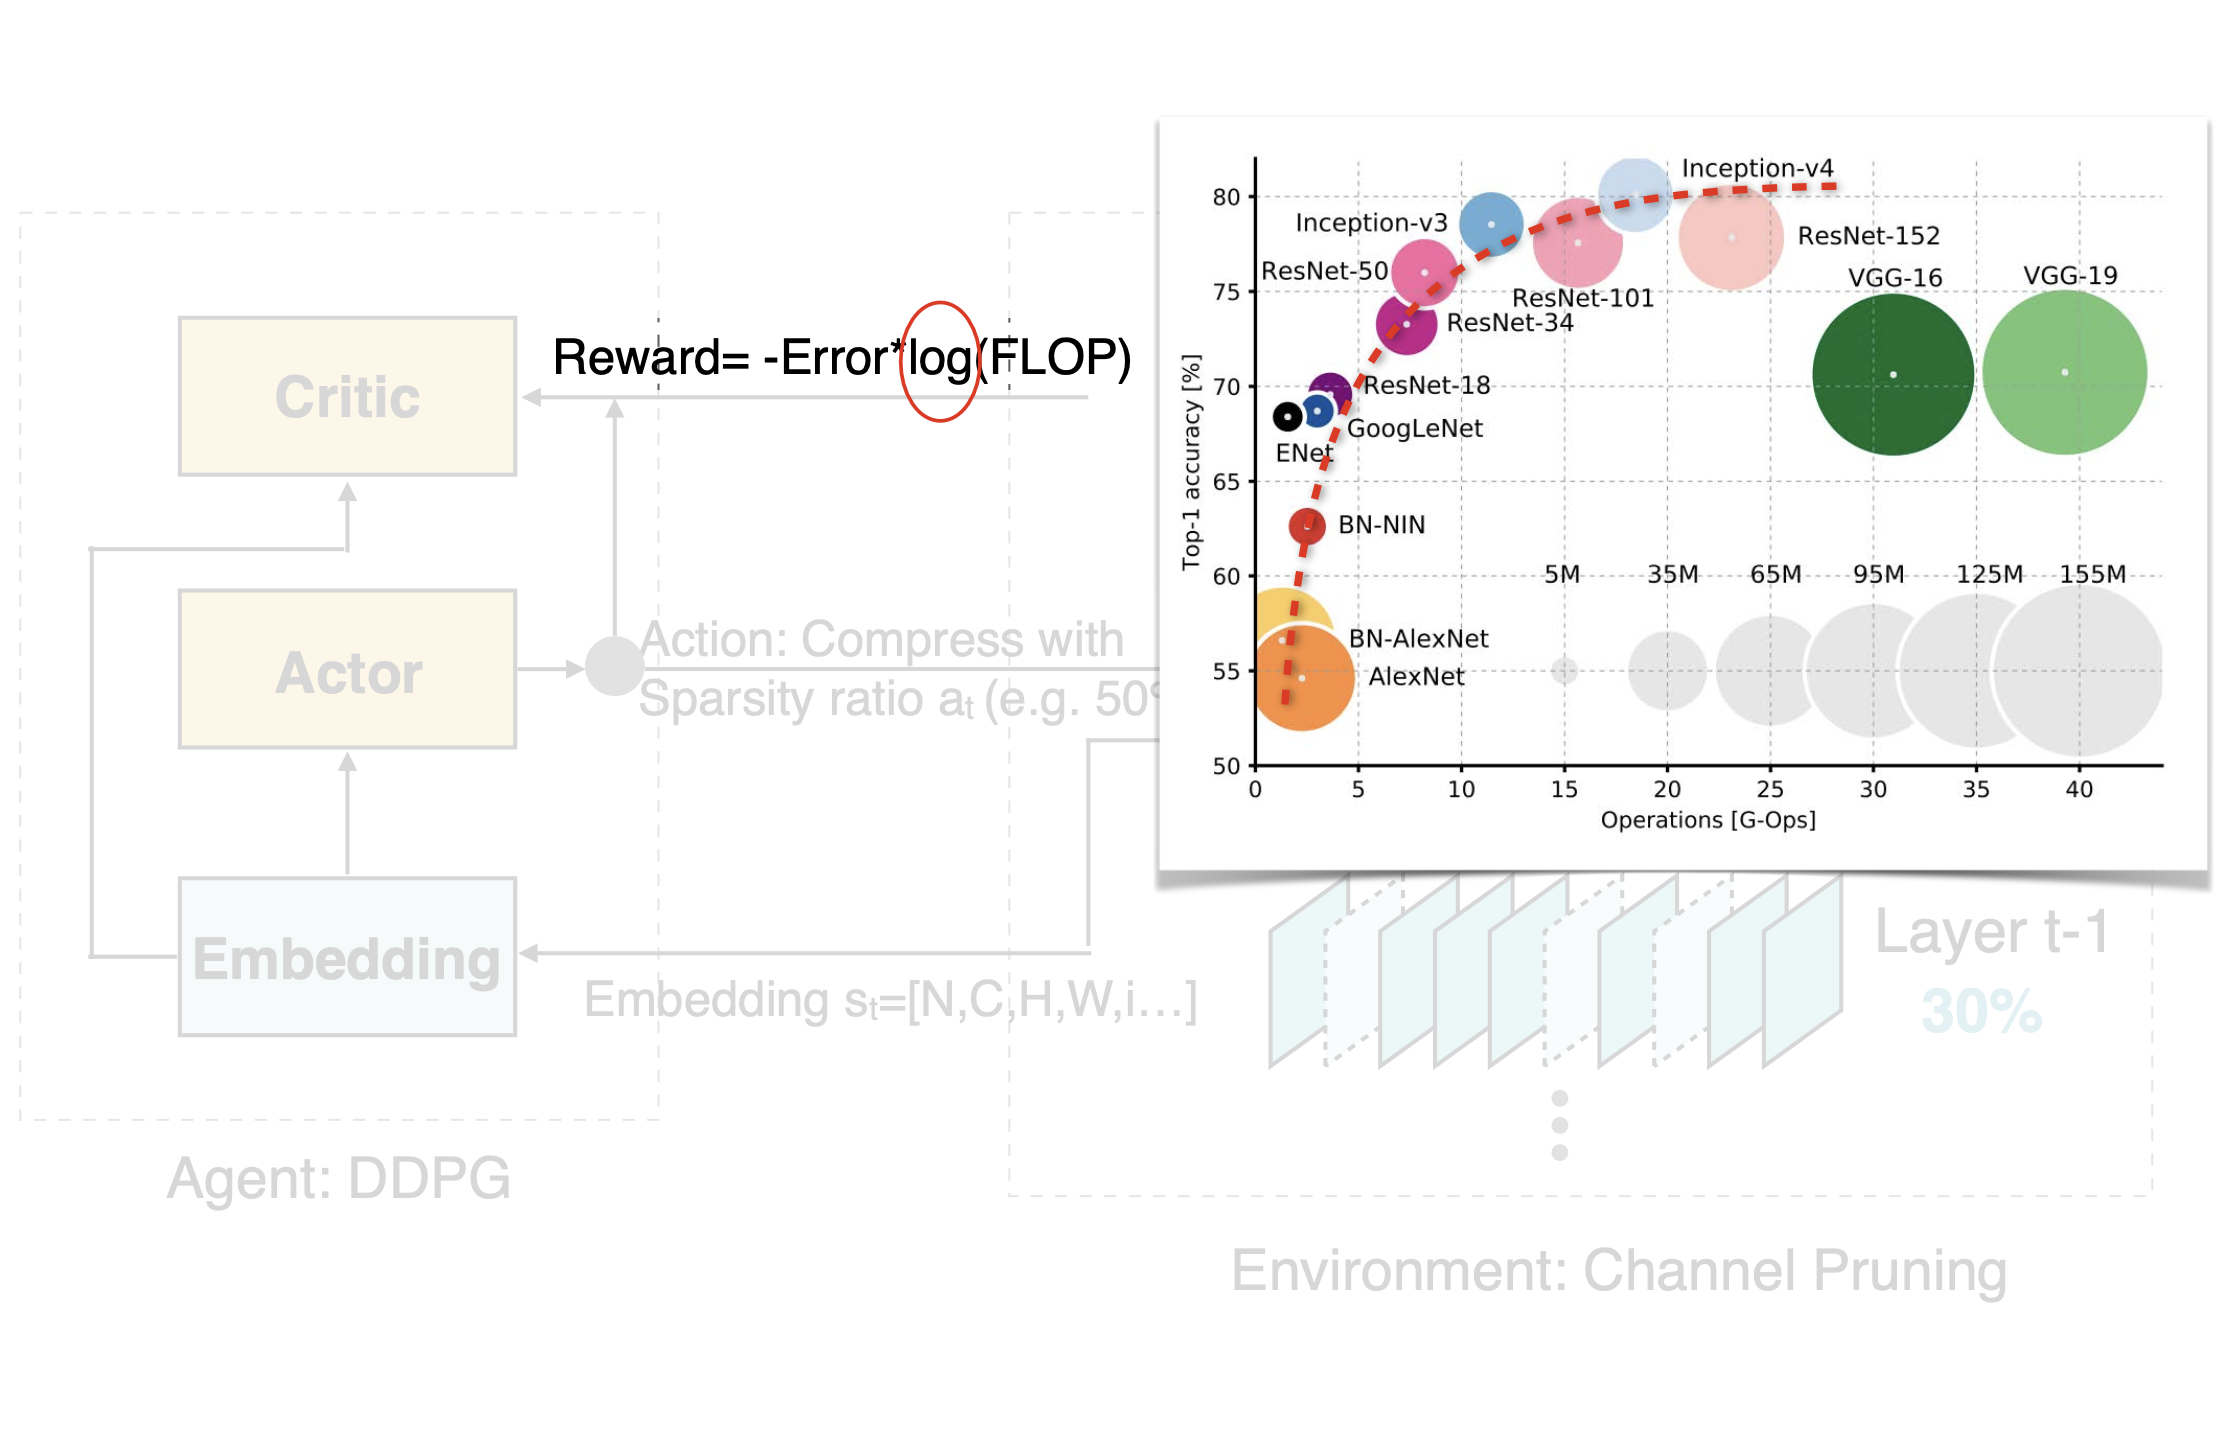 Critic
Reward= -Error*log(FLOP)
Actor
Action: Compress with
Sparsity ratio at (e.g. 50%
Embedding
Embedding st=[N,C,H,W,i...]
Agent: DDPG
Inception-v4
Inception-v3
ResNet-152
ResNet-50
VGG-16
VGG-19
ResNet-101
ResNet-34
ResNet-18
GoogLeNet
ENet
BN-NIN
5M 35M 65M 95M 125M 155M
BN-AlexNet
AlexNet
80
75
70
65
60
55
50
Top-1 accuracy [%]
0 5 10 15 20 25 30 35 40
Operations [G-Ops]
Layer t-1
30%
Environment: Channel Pruning